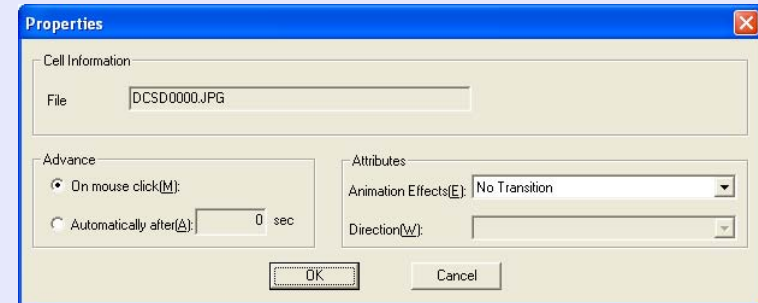 Properties
Cell Information
File DCSD0000.JPG
Advance
On mouse click(M):
Automatically after(A): 0 sec
Attributes
Animation Effects(E): No Transition
Direction(W):
OK Cancel